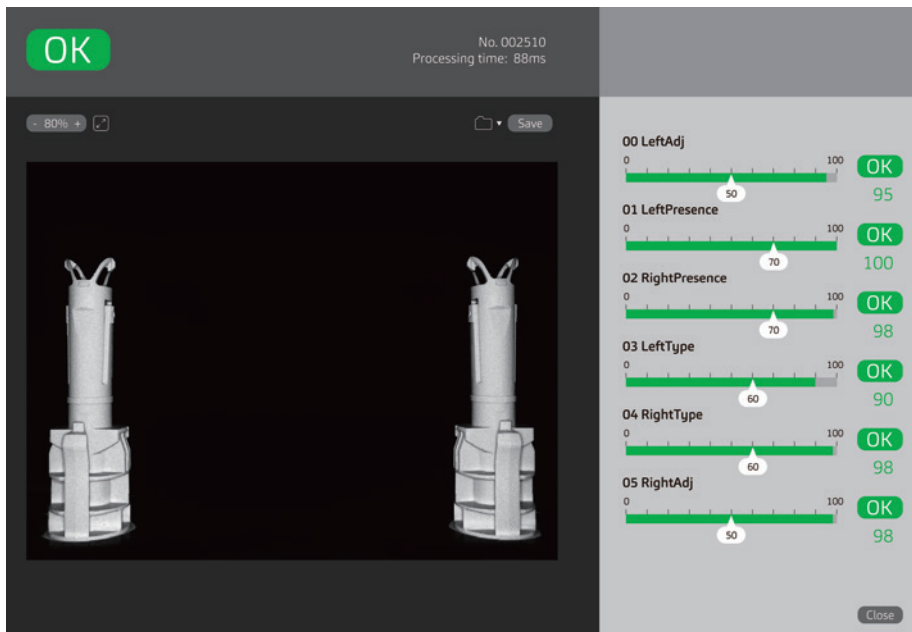 OK
No. 002510
Processing time: 88ms
- 80% +
Save
00 LeftAdj
0 100
OK
50
95
01 LeftPresence
0 100
OK
70
100
02 RightPresence
0 100
OK
70
98
03 LeftType
0 100
OK
60
90
04 RightType
0 100
OK
60
98
05 RightAdj
0 100
OK
50
98
Close